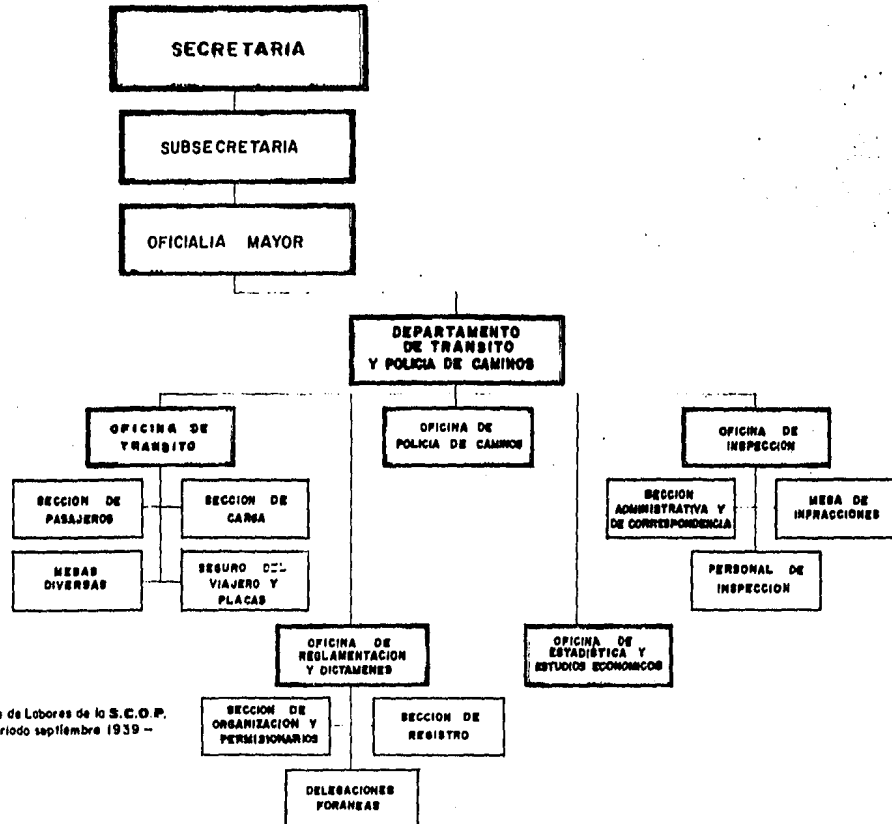 SECRETARIA
SUBSECRETARIA
OFICIALIA MAYOR
DEPARTAMENTO
DE TRANSITO
Y POLICIA DE CAMINOS
OFICINA DE
TRANSITO
OFICINA DE
POLICIA DE CAMINOS
OFICINA DE
INSPECCION
SECCION DE
PASAJEROS
SECCION DE
CARGA
SECCION
ADMINISTRATIVA Y
DE CORRESPONDENCIA
MESA DE
INFRACCIONES
MESAS
DIVERSAS
SEGURO DEL
VIAJERO Y
PLACAS
PERSONAL DE
INSPECCION
OFICINA DE
REGLAMENTACION
Y DICTAMENES
OFICINA DE
ESTADISTICA Y
ESTUDIOS ECONOMICOS
SECCION DE
ORGANIZACION Y
PERMISIONARIOS
SECCION DE
REGISTRO
de Labores de la S.C.O.P.
septiembre 1939 –
DELEGACIONES
FORANEAS